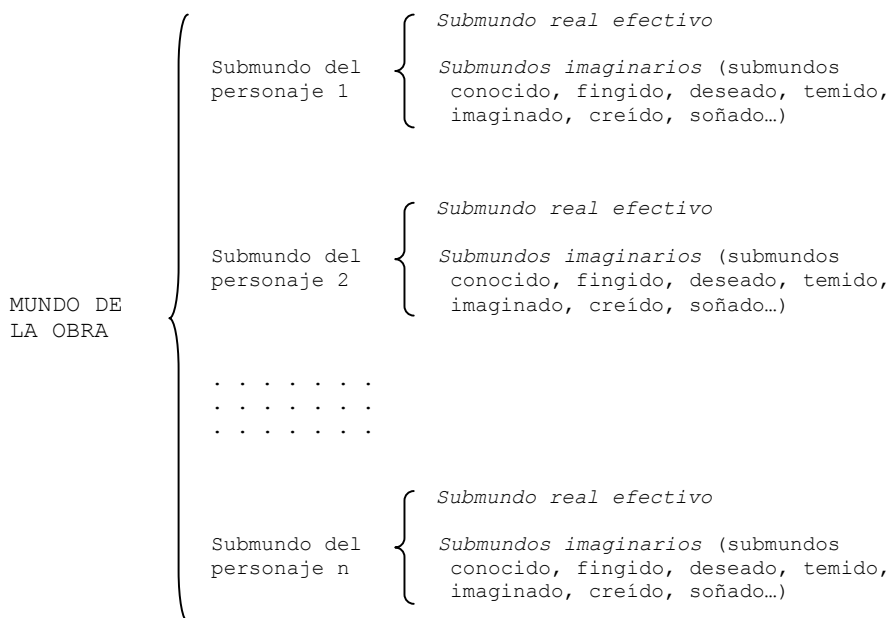 Submundo real efectivo
Submundo del
personaje 1
Submundos imaginarios (submundos
conocido, fingido, deseado, temido,
imaginado, creído, soñado…)
Submundo real efectivo
Submundo del
personaje 2
Submundos imaginarios (submundos
conocido, fingido, deseado, temido,
imaginado, creído, soñado…)
MUNDO DE
LA OBRA
. . . . . . .
. . . . . . .
. . . . . . .
Submundo real efectivo
Submundo del
personaje n
Submundos imaginarios (submundos
conocido, fingido, deseado, temido,
imaginado, creído, soñado…)